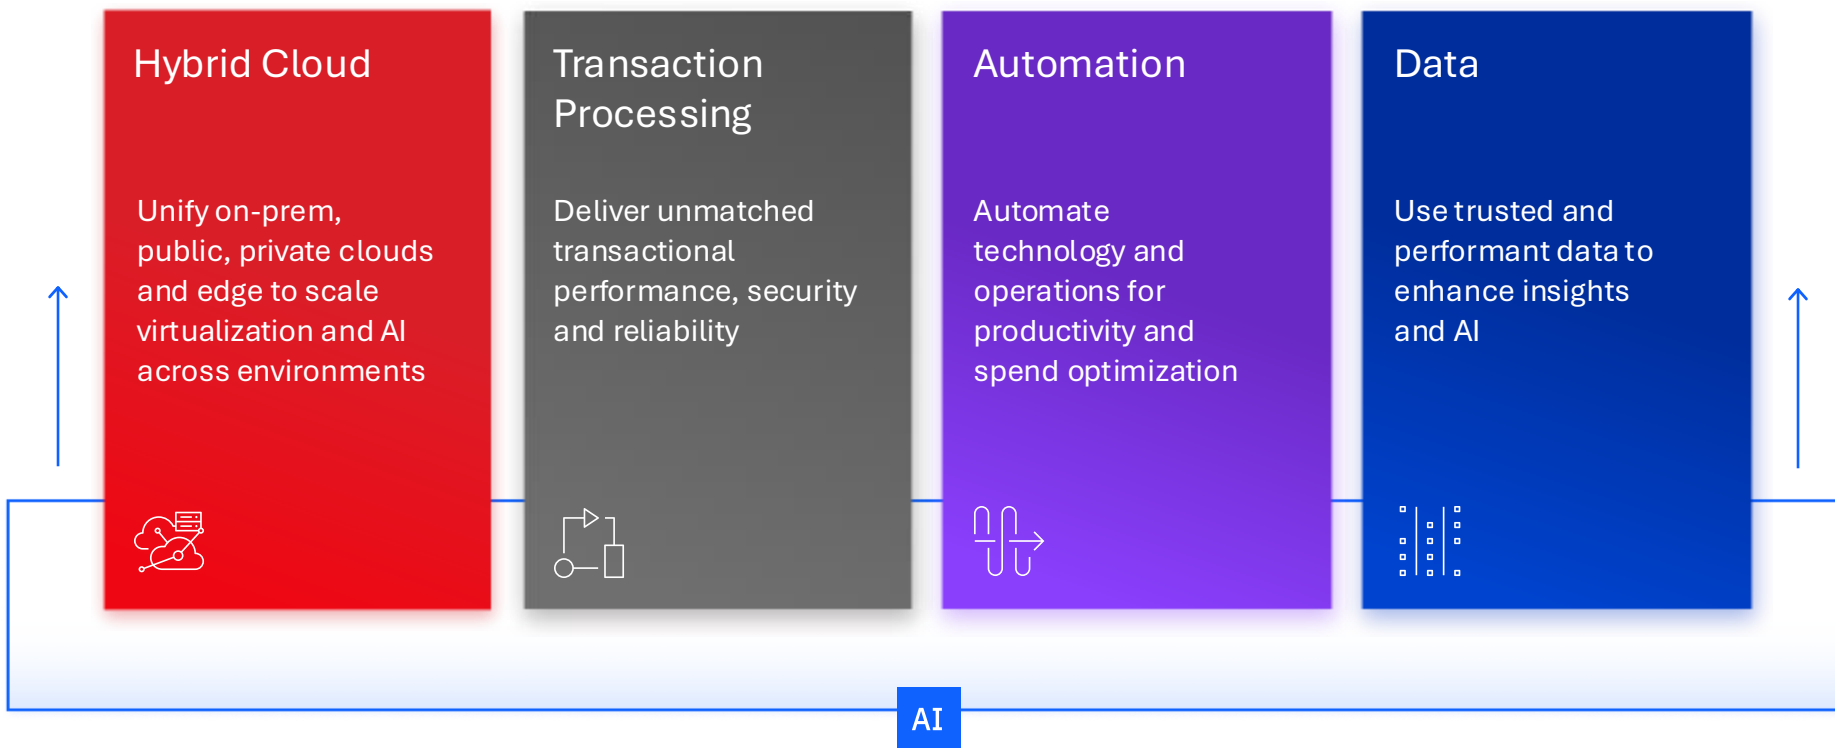 Hybrid Cloud
Unify on-prem,
public, private clouds
and edge to scale
virtualization and AI
across environments
Transaction
Processing
Deliver unmatched
transactional
performance, security
and reliability
Automation
Automate
technology and
operations for
productivity and
spend optimization
Data
Use trusted and
performant data to
enhance insights
and AI
AI